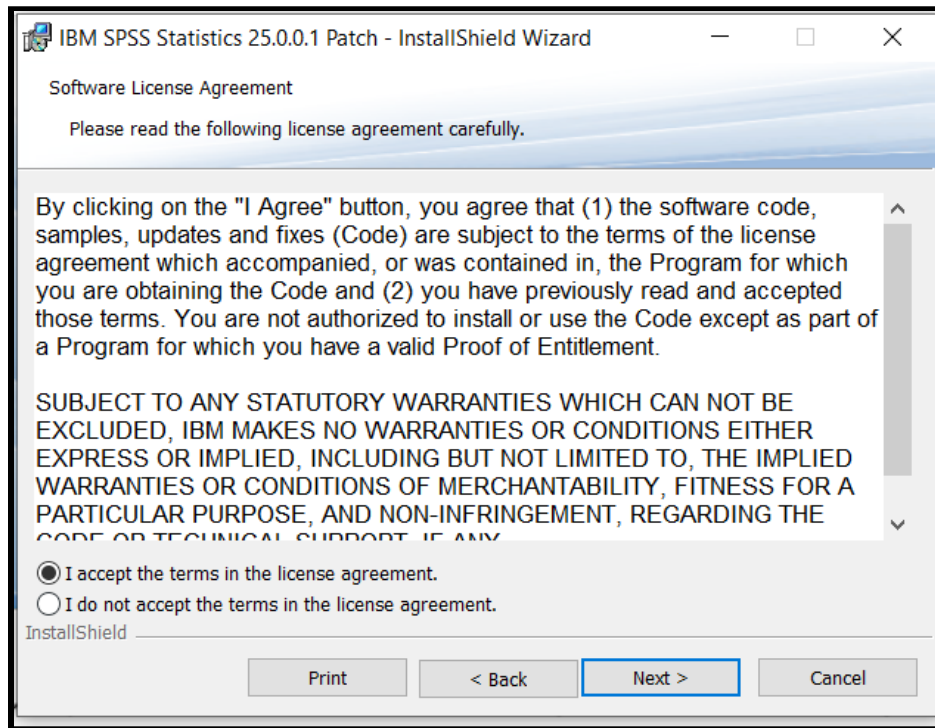 IBM SPSS Statistics 25.0.0.1 Patch - InstallShield Wizard
Software License Agreement
Please read the following license agreement carefully.
By clicking on the "I Agree" button, you agree that (1) the software code,
samples, updates and fixes (Code) are subject to the terms of the license
agreement which accompanied, or was contained in, the Program for which
you are obtaining the Code and (2) you have previously read and accepted
those terms. You are not authorized to install or use the Code except as part of
a Program for which you have a valid Proof of Entitlement.
SUBJECT TO ANY STATUTORY WARRANTIES WHICH CAN NOT BE
EXCLUDED, IBM MAKES NO WARRANTIES OR CONDITIONS EITHER
EXPRESS OR IMPLIED, INCLUDING BUT NOT LIMITED TO, THE IMPLIED
WARRANTIES OR CONDITIONS OF MERCHANTABILITY, FITNESS FOR A
PARTICULAR PURPOSE, AND NON-INFRINGEMENT, REGARDING THE
CODE OR TECHNICAL SUPPORT, IF ANY
I accept the terms in the license agreement.
I do not accept the terms in the license agreement.
InstallShield
Print
< Back
Next >
Cancel